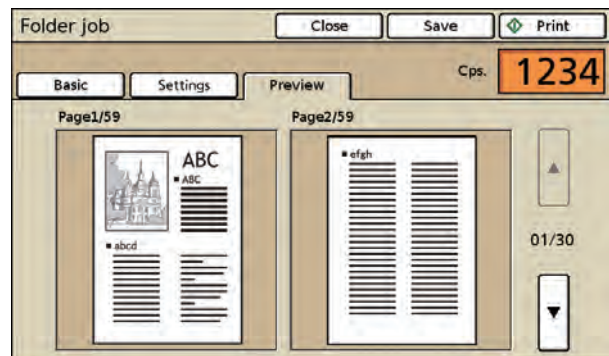 Folder job Close Save Print
Basic Settings Preview Cps. 1234
Page1/59 Page2/59
ABC
■ ABC
■ efgh
■ abcd
01/30